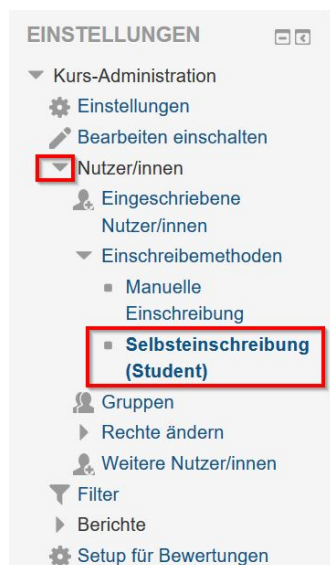 EINSTELLUNGEN
Kurs-Administration
Einstellungen
Bearbeiten einschalten
Nutzer/innen
Eingeschriebene
Nutzer/innen
Einschreibemethoden
Manuelle
Einschreibung
Selbsteinschreibung
(Student)
Gruppen
Rechte ändern
Weitere Nutzer/innen
Filter
Berichte
Setup für Bewertungen